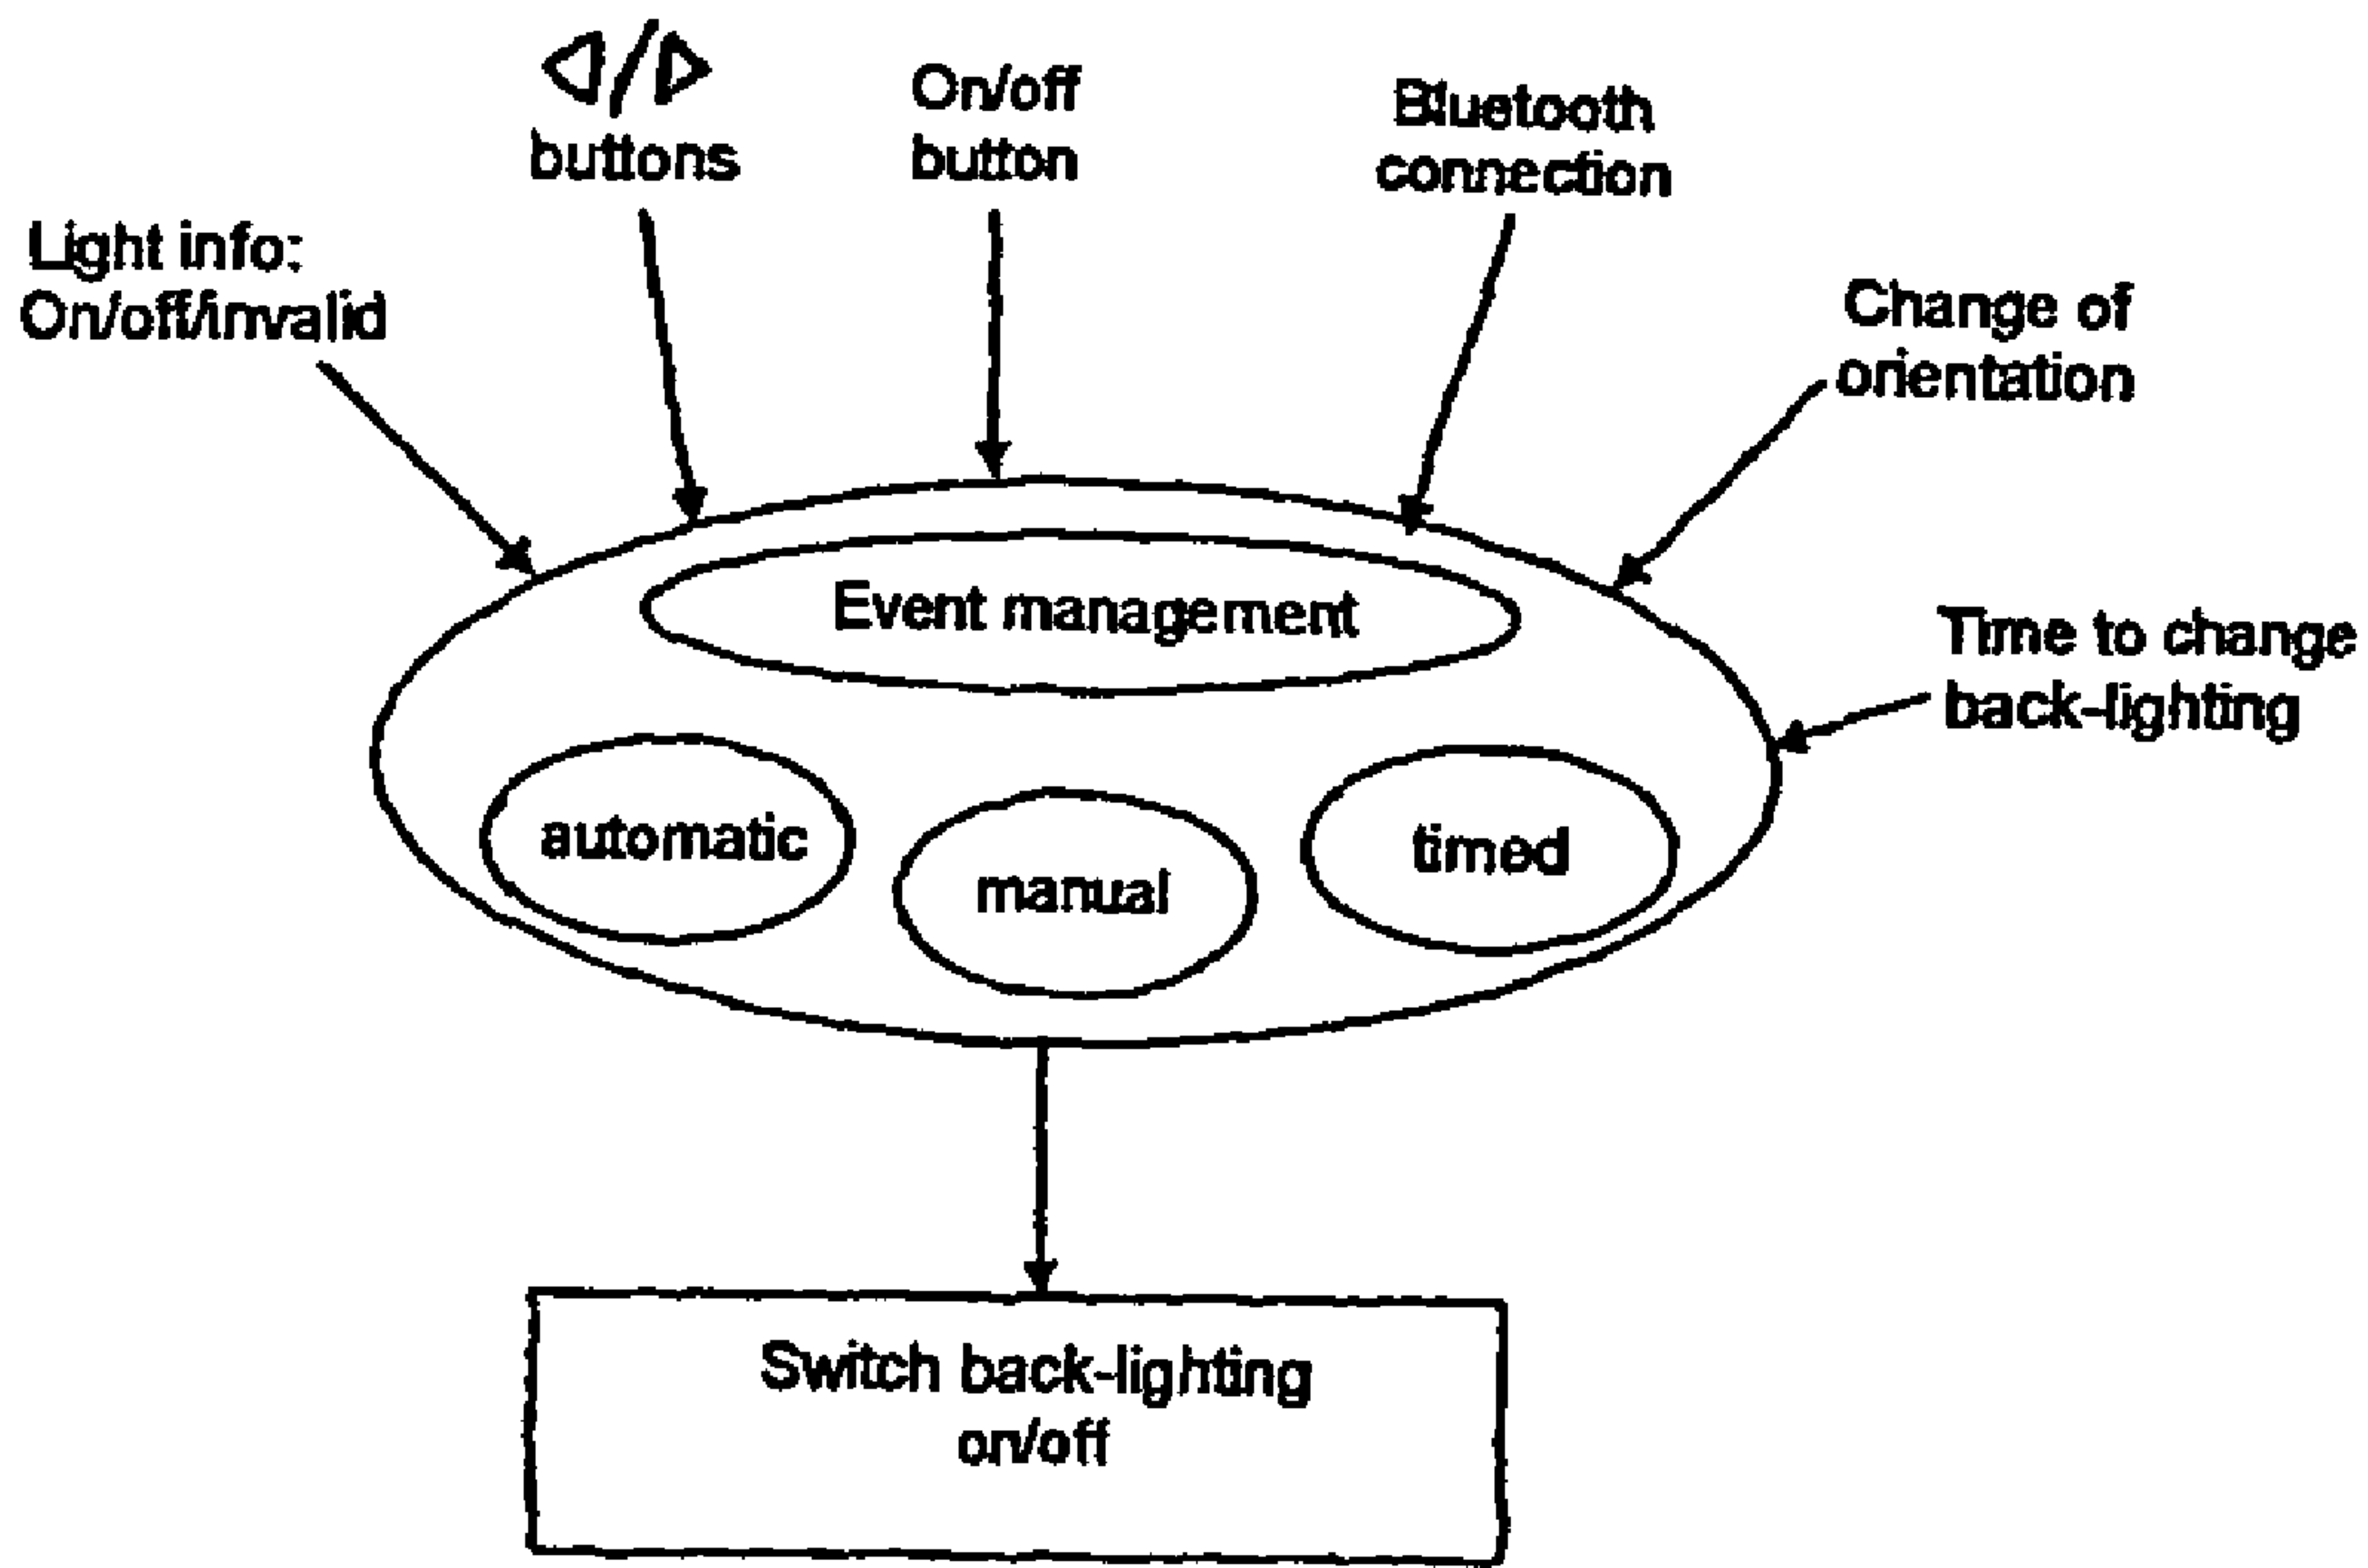 ◁/▷
buttons
On/off
button
Bluetooth
connection
Light info:
On/off/invalid
Change of
orientation
Time to change
back-lighting
Event management
automatic
manual
timed
Switch back-lighting
on/off